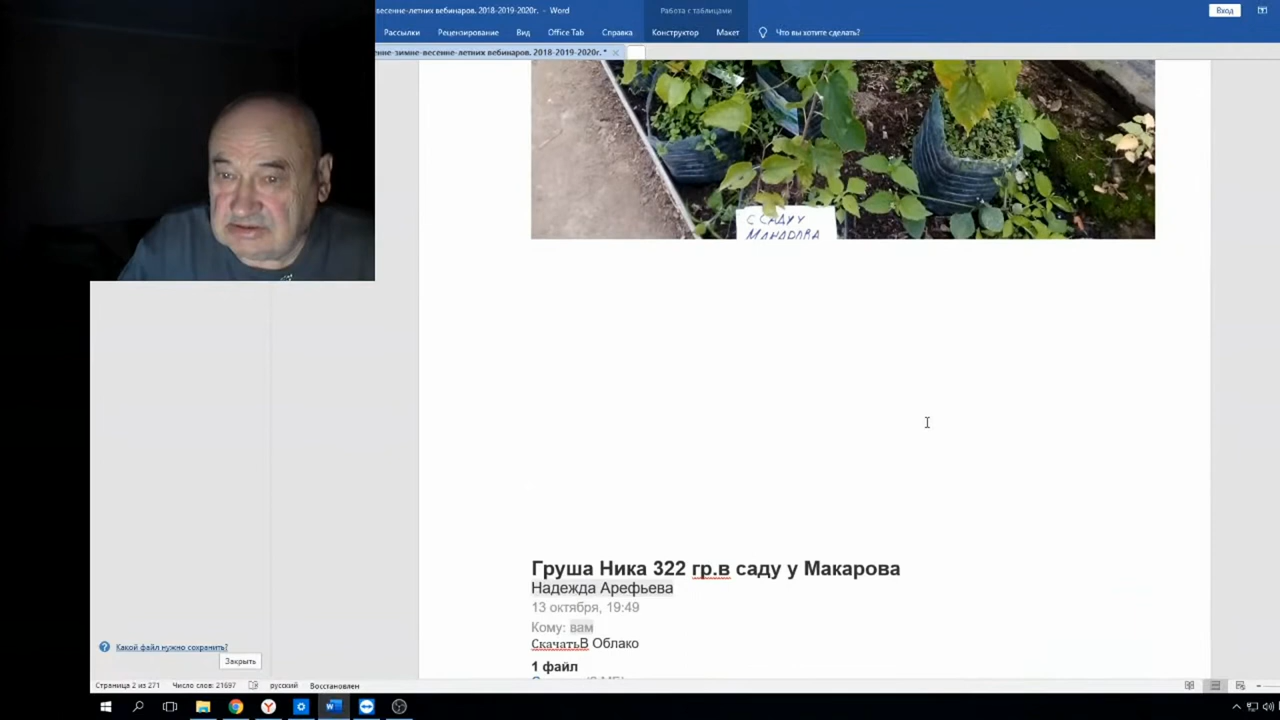 весенне-летних вебинаров. 2018-2019-2020г. - Word
Работа с таблицами
Вход
Рассылки
Рецензирование
Вид
Office Tab
Справка
Конструктор
Макет
Что вы хотите сделать?
нне-зимне-весенне-летних вебинаров. 2018-2019-2020г. *
С САДУ У
МАКАРОВА
Груша Ника 322 гр.в саду у Макарова
Надежда Арефьева
13 октября, 19:49
Кому: вам
СкачатьВ Облако
1 файл
Какой файл нужно сохранить?
Закрыть
Страница 2 из 271
Число слов: 21697
русский
Восстановлен